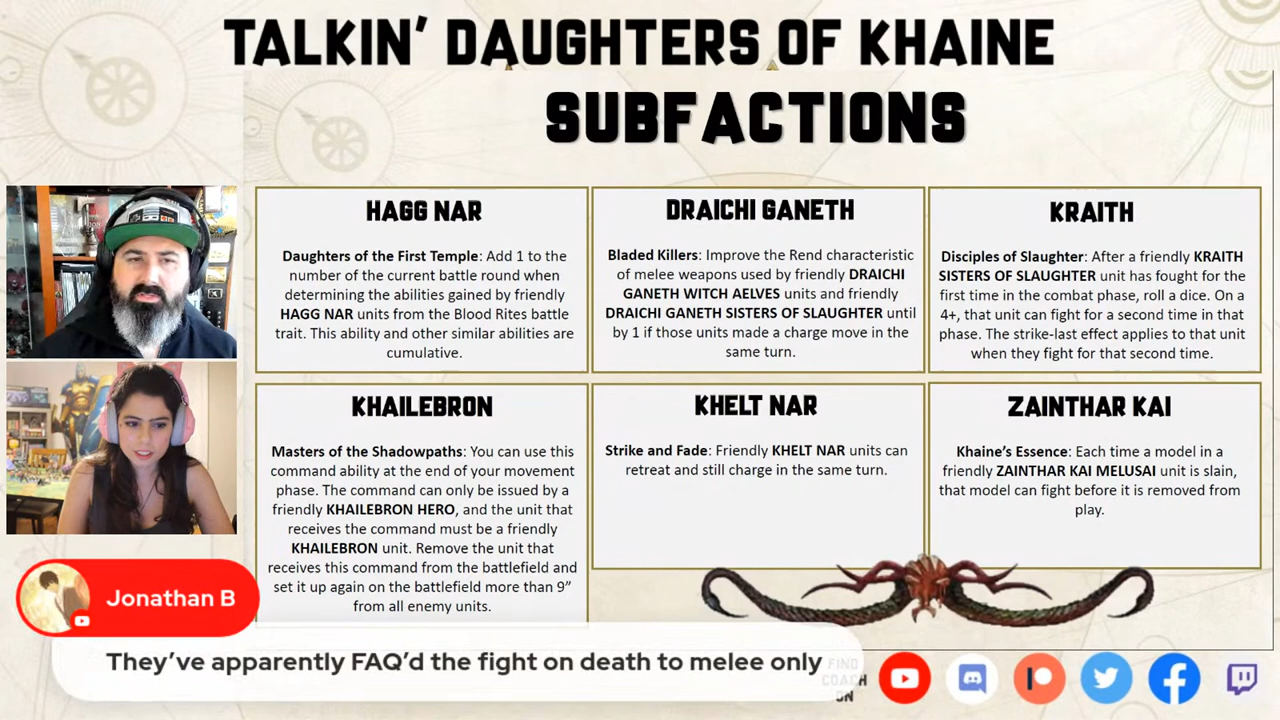 TALKIN' DAUGHTERS OF KHAINE
SUBFACTIONS
HAGG NAR
Daughters of the First Temple: Add 1 to the
number of the current battle round when
determining the abilities gained by friendly
HAGG NAR units from the Blood Rites battle
trait. This ability and other similar abilities are
cumulative.
DRAICHI GANETH
Bladed Killers: Improve the Rend characteristic
of melee weapons used by friendly DRAICHI
GANETH WITCH AELVES units and friendly
DRAICHI GANETH SISTERS OF SLAUGHTER until
by 1 if those units made a charge move in the
same turn.
KRAITH
Disciples of Slaughter: After a friendly KRAITH
SISTERS OF SLAUGHTER unit has fought for the
first time in the combat phase, roll a dice. On a
4+, that unit can fight for a second time in that
phase. The strike-last effect applies to that unit
when they fight for that second time.
KHAILEBRON
Masters of the Shadowpaths: You can use this
command ability at the end of your movement
phase. The command can only be issued by a
friendly KHAILEBRON HERO, and the unit that
receives the command must be a friendly
KHAILEBRON unit. Remove the unit that
receives this command from the battlefield and
set it up again on the battlefield more than 9”
from all enemy units.
KHELT NAR
Strike and Fade: Friendly KHELT NAR units can
retreat and still charge in the same turn.
ZAINTHAR KAI
Khaine’s Essence: Each time a model in a
friendly ZAINTHAR KAI MELUSAI unit is slain,
that model can fight before it is removed from
play.
Jonathan B
They’ve apparently FAQ’d the fight on death to melee only
FIND
COACH
ON